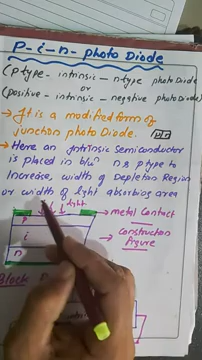 P-i-n-photo Diode
(P type - intrinsic - n type photo Diode
or
(positive - intrinsic - negative photo Diode)
→ It is a modified form of
junction photo Diode. P n
→ Here an Intrinsic Semiconductor
is placed in b/w n & p type to
Increase, width of Depletion Region
or width of light absorbing area
light
P → metal Contact
i → construction
figure
n
Block D